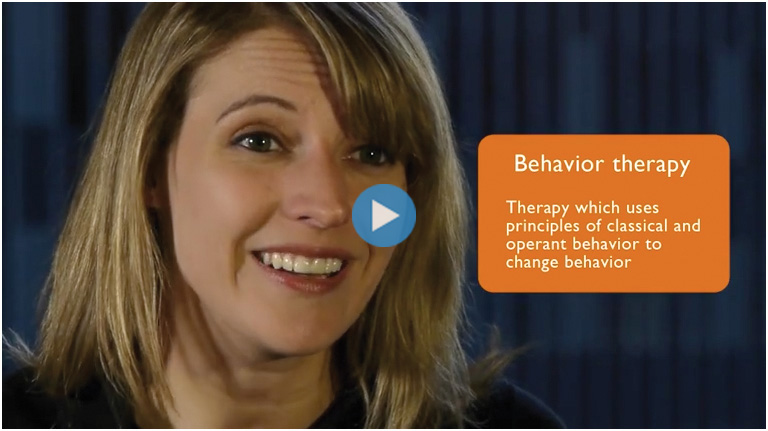 Behavior therapy
Therapy which uses
principles of classical and
operant behavior to
change behavior